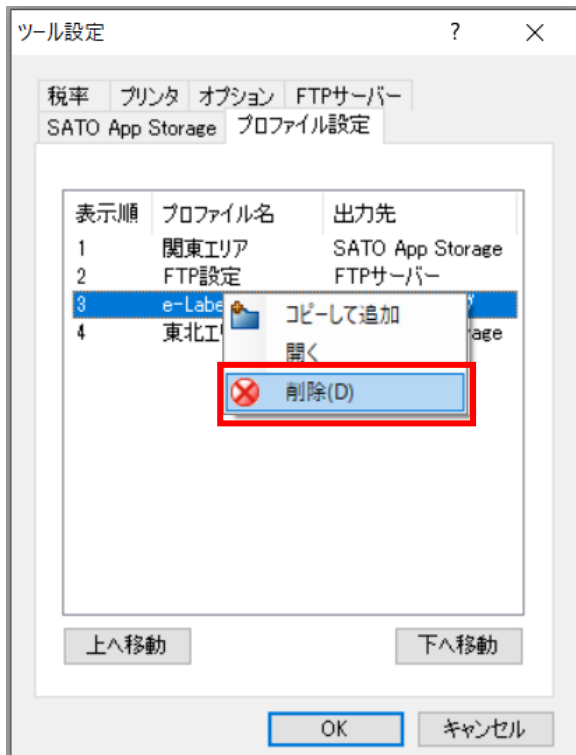 ツール設定 ?
税率 プリンタ オプション FTPサーバー
SATO App Storage プロファイル設定
表示順 プロファイル名 出力先
1 関東エリア SATO App Storage
2 FTP設定 FTPサーバー
3 e-Labe
4 東北エ age
コピーして追加
開く
削除(D)
上へ移動 下へ移動
OK キャンセル